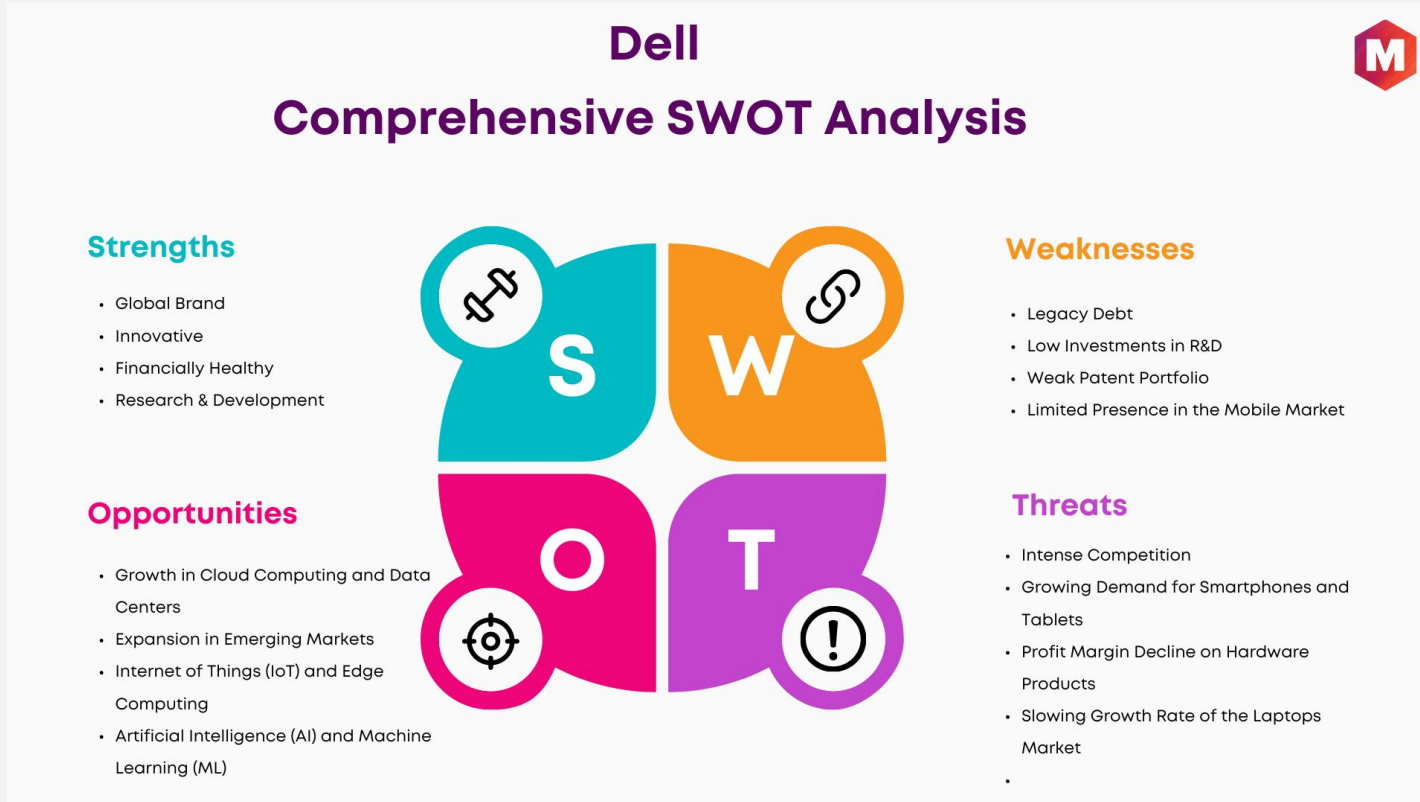 Dell
Comprehensive SWOT Analysis
M
Strengths
• Global Brand
• Innovative
• Financially Healthy
• Research & Development
S
W
Weaknesses
• Legacy Debt
• Low Investments in R&D
• Weak Patent Portfolio
• Limited Presence in the Mobile Market
Opportunities
• Growth in Cloud Computing and Data
Centers
• Expansion in Emerging Markets
• Internet of Things (IoT) and Edge
Computing
• Artificial Intelligence (AI) and Machine
Learning (ML)
O
T
!
Threats
• Intense Competition
• Growing Demand for Smartphones and
Tablets
• Profit Margin Decline on Hardware
Products
• Slowing Growth Rate of the Laptops
Market
•